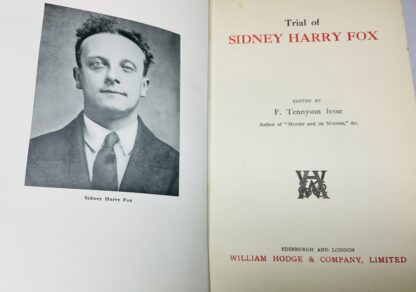 Sidney Harry Fox
Trial of
SIDNEY HARRY FOX
EDITED BY
F. Tennyson Jesse
Author of "Murder and its Motives," &c.
EDINBURGH AND LONDON
WILLIAM HODGE & COMPANY, LIMITED